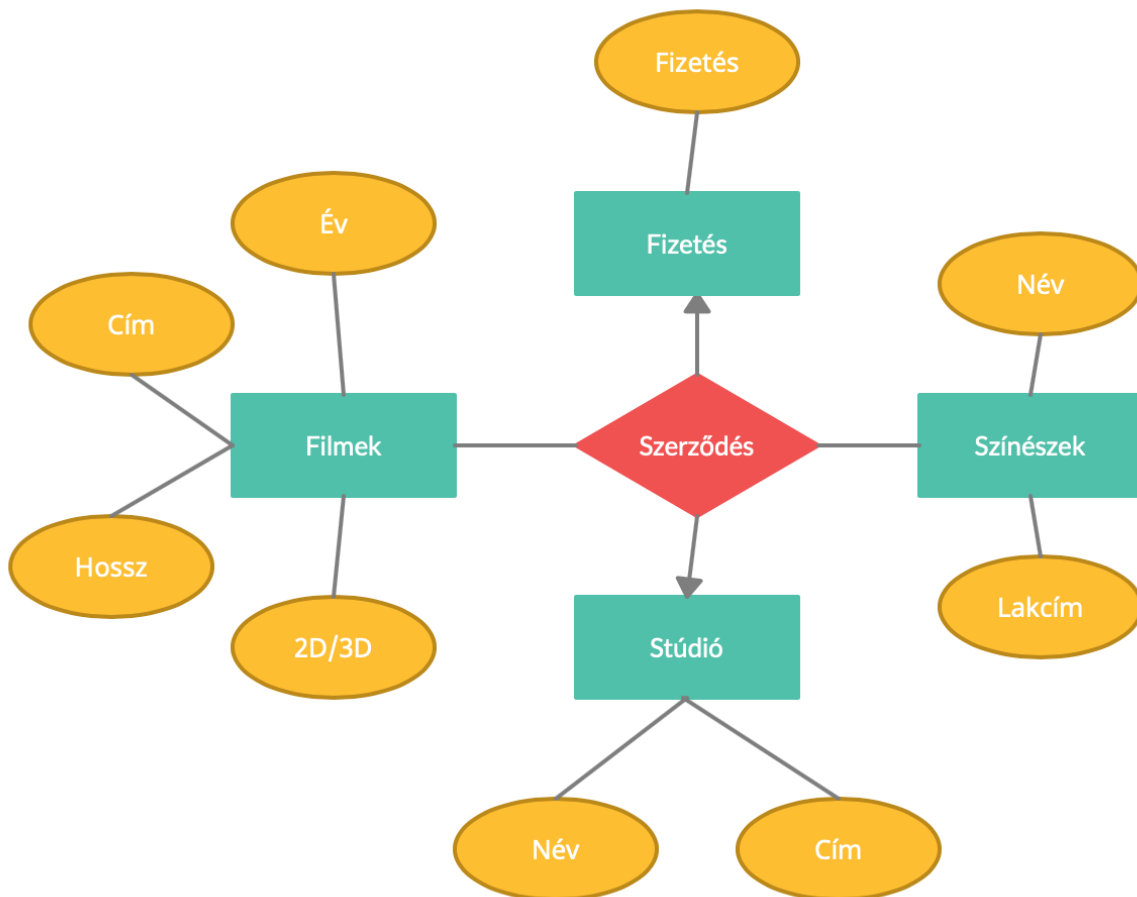 Fizetés
Év
Fizetés
Név
Cím
Filmek
Szerződés
Színészek
Hossz
2D/3D
Stúdió
Lakcím
Név
Cím